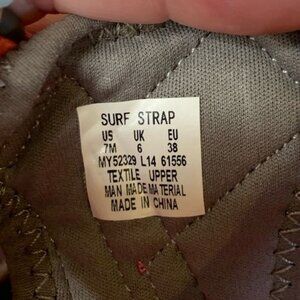 SURF STRAP
US UK EU
7M 6 38
MY52329 L14 61556
TEXTILE UPPER
MAN MADE MATERIAL
MADE IN CHINA